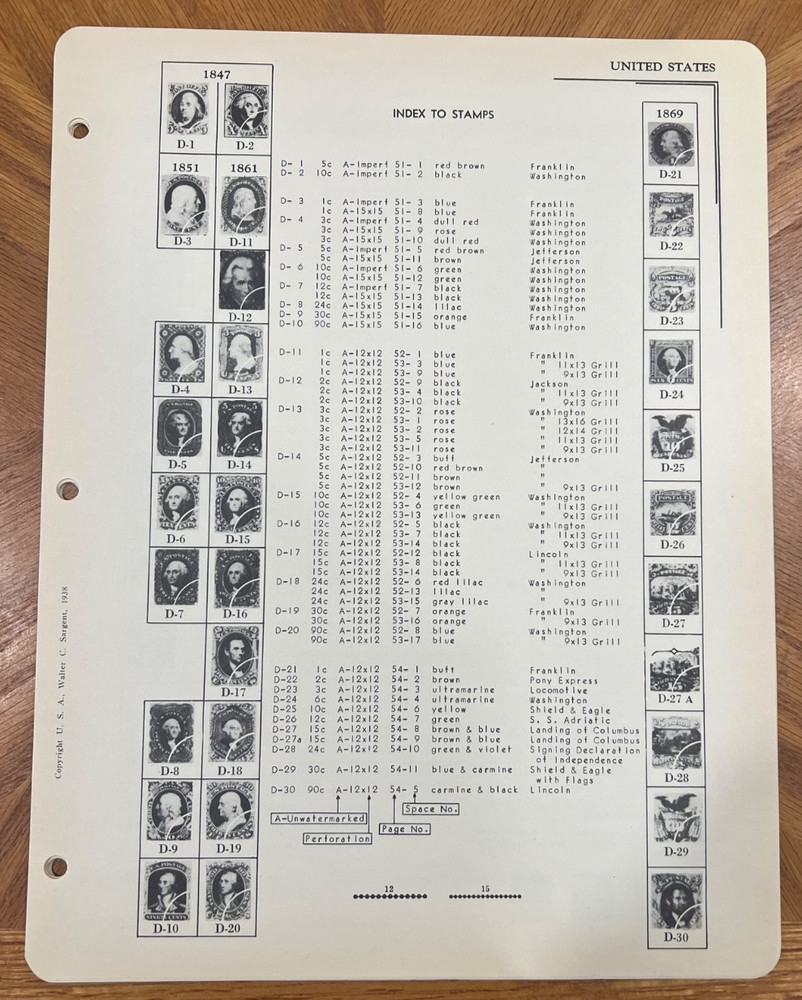 UNITED STATES
INDEX TO STAMPS
1847
D-1 D-2
1851 1861
D-3 D-11
D-12
D-4 D-13
D-5 D-14
D-6 D-15
D-7 D-16
D-17
D-8 D-18
D-9 D-19
D-10 D-20
D- 1 5c A-Imperf 51- 1 red brown Franklin
D- 2 10c A-Imperf 51- 2 black Washington
D- 3 1c A-Imperf 51- 3 blue Franklin
1c A-15x15 51- 8 blue Franklin
D- 4 3c A-Imperf 51- 4 dull red Washington
3c A-15x15 51- 9 rose Washington
3c A-15x15 51-10 dull red Washington
D- 5 5c A-Imperf 51- 5 red brown Jefferson
5c A-15x15 51-11 brown Jefferson
D- 6 10c A-Imperf 51- 6 green Washington
10c A-15x15 51-12 green Washington
D- 7 12c A-Imperf 51- 7 black Washington
12c A-15x15 51-13 black Washington
D- 8 24c A-15x15 51-14 lilac Washington
D- 9 30c A-15x15 51-15 orange Franklin
D-10 90c A-15x15 51-16 blue Washington
D-11 1c A-12x12 52- 1 blue Franklin
1c A-12x12 53- 3 blue " 11x13 Grill
1c A-12x12 53- 9 blue " 9x13 Grill
D-12 2c A-12x12 52- 9 black Jackson
2c A-12x12 53- 4 black " 11x13 Grill
2c A-12x12 53-10 black " 9x13 Grill
D-13 3c A-12x12 52- 2 rose Washington
3c A-12x12 53- 1 rose " 13x16 Grill
3c A-12x12 53- 2 rose " 12x14 Grill
3c A-12x12 53- 5 rose " 11x13 Grill
3c A-12x12 53-11 rose " 9x13 Grill
D-14 5c A-12x12 52- 3 buff Jefferson
5c A-12x12 52-10 red brown "
5c A-12x12 52-11 brown "
5c A-12x12 53-12 brown " 9x13 Grill
D-15 10c A-12x12 52- 4 yellow green Washington
10c A-12x12 53- 6 green " 11x13 Grill
10c A-12x12 53-13 yellow green " 9x13 Grill
D-16 12c A-12x12 52- 5 black Washington
12c A-12x12 53- 7 black " 11x13 Grill
12c A-12x12 53-14 black " 9x13 Grill
D-17 15c A-12x12 52-12 black Lincoln
15c A-12x12 53- 8 black " 11x13 Grill
15c A-12x12 53-14 black " 9x13 Grill
D-18 24c A-12x12 52- 6 red lilac Washington
24c A-12x12 52-13 lilac "
24c A-12x12 53-15 gray lilac " 9x13 Grill
D-19 30c A-12x12 52- 7 orange Franklin
30c A-12x12 53-16 orange " 9x13 Grill
D-20 90c A-12x12 52- 8 blue Washington
90c A-12x12 53-17 blue " 9x13 Grill
D-21 1c A-12x12 54- 1 buff Franklin
D-22 2c A-12x12 54- 2 brown Pony Express
D-23 3c A-12x12 54- 3 ultramarine Locomotive
D-24 6c A-12x12 54- 4 ultramarine Washington
D-25 10c A-12x12 54- 6 yellow Shield & Eagle
D-26 12c A-12x12 54- 7 green S. S. Adriatic
D-27 15c A-12x12 54- 8 brown & blue Landing of Columbus
D-27a 15c A-12x12 54- 9 brown & blue Landing of Columbus
D-28 24c A-12x12 54-10 green & violet Signing Declaration
of Independence
D-29 30c A-12x12 54-11 blue & carmine Shield & Eagle
with Flags
D-30 90c A-12x12 54- 5 carmine & black Lincoln
Space No.
A-Unwatermarked
Page No.
Perforation
12 15
1869
D-21
D-22
D-23
D-24
D-25
D-26
D-27
D-27 A
D-28
D-29
D-30
Copyright U. S. A., Walter C. Sargent, 1938